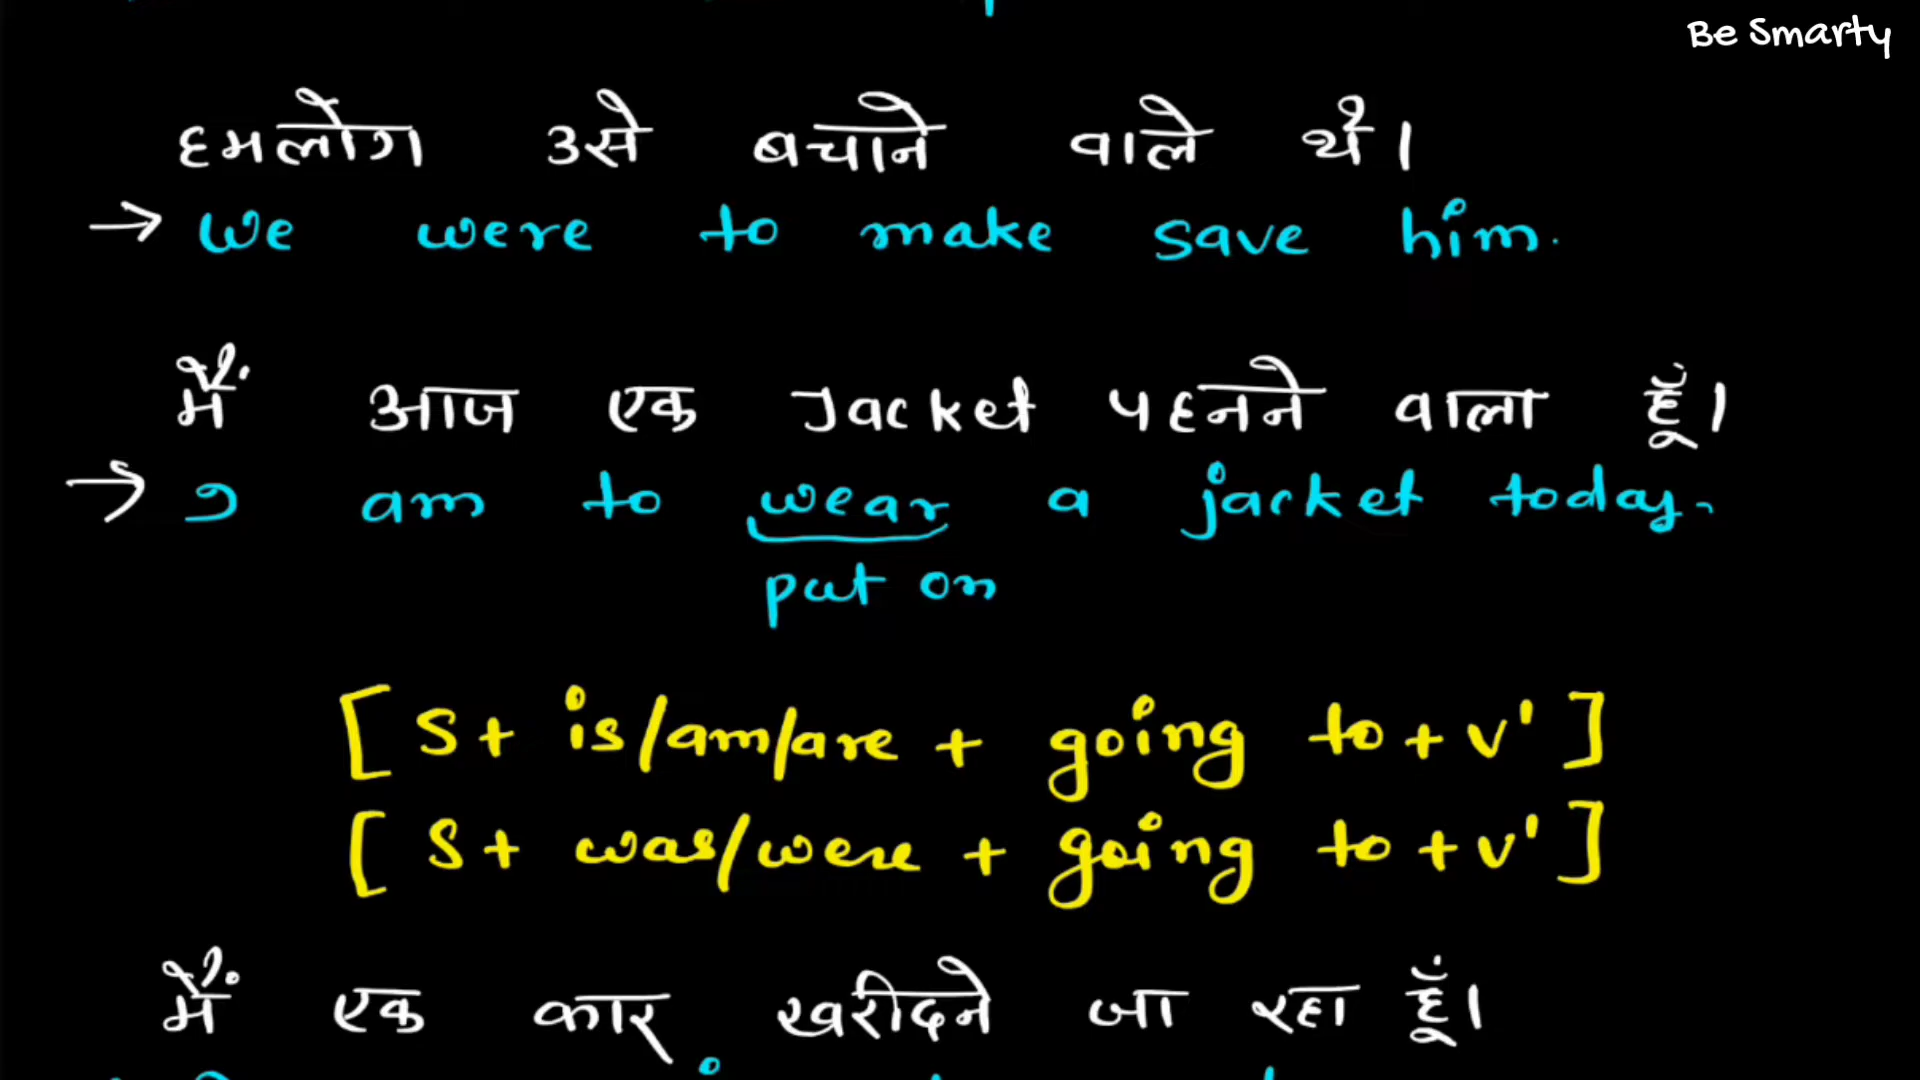 Be Smarty
हमलोग उसे बचाने वाले थे।
→ We were to make save him.
मैं आज एक Jacket पहनने वाला हूँ।
→ I am to wear a jacket today.
put on
[ S + is/am/are + going to + v' ]
[ S + was/were + going to + v' ]
मैं एक कार खरीदने जा रहा हूँ।